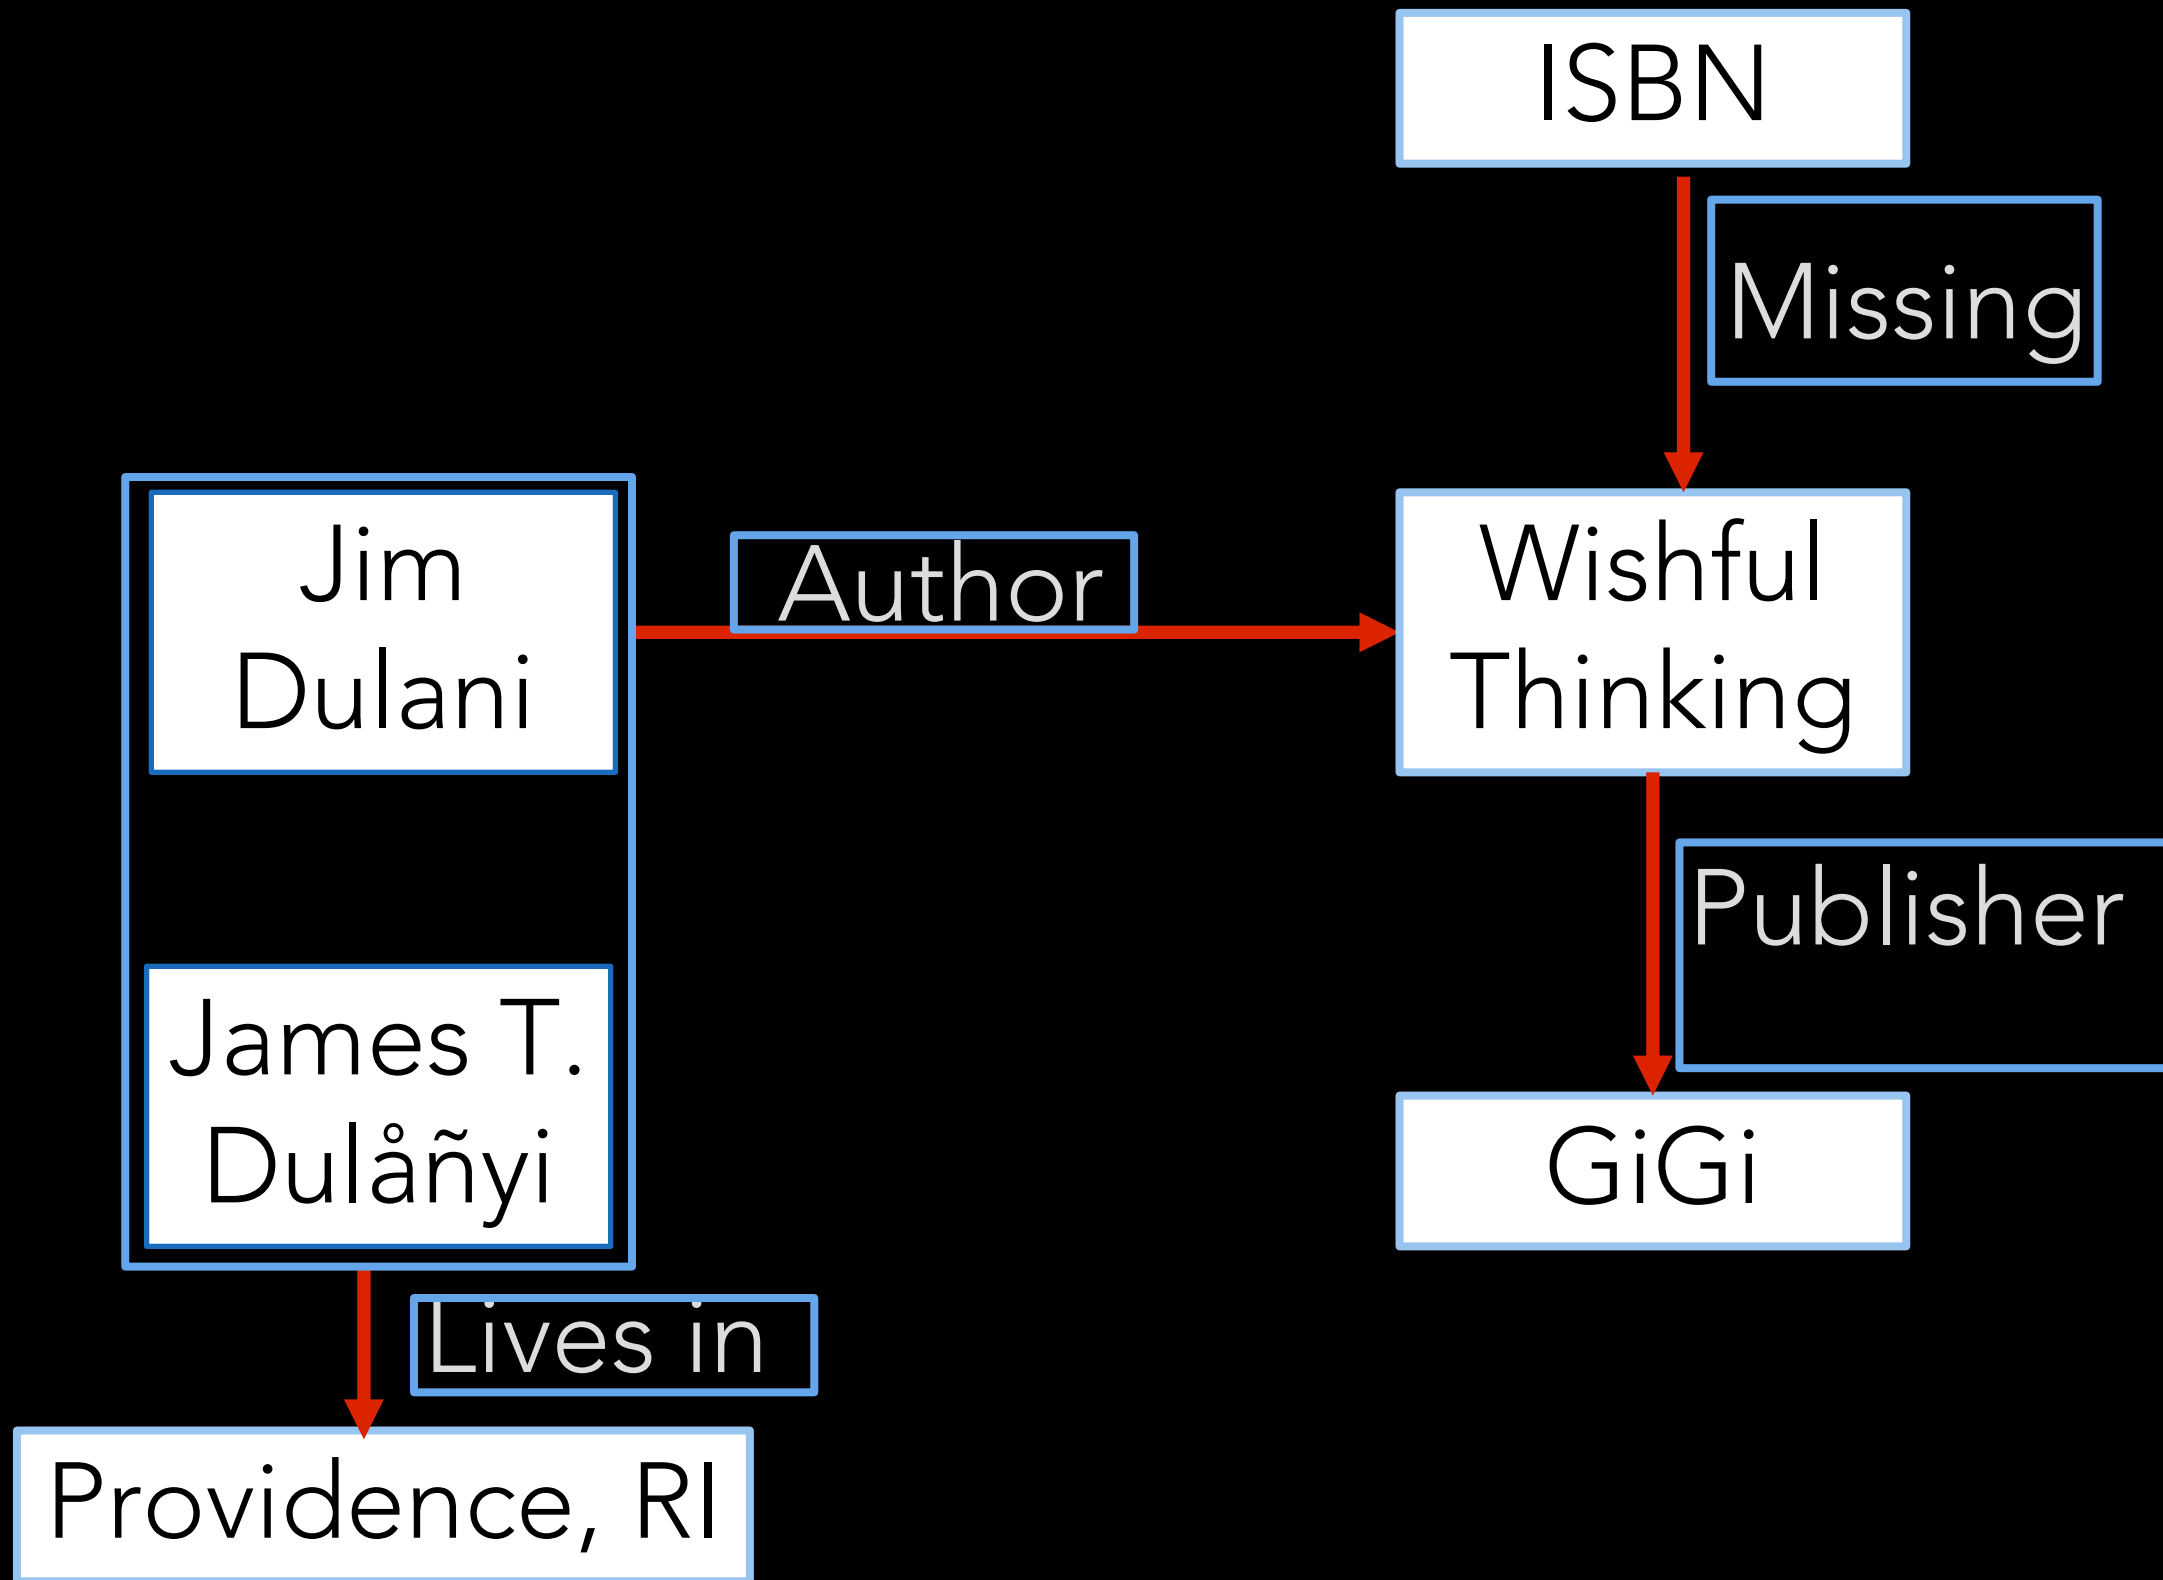 ISBN
Missing
Jim
Dulani
Author
Wishful
Thinking
Publisher
James T.
Dulåñyi
GiGi
Lives in
Providence, RI